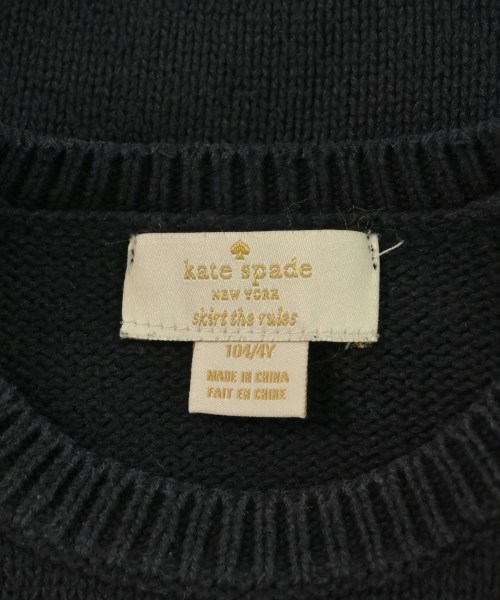 kate spade
NEW YORK
skirt the rules
104/4Y
MADE IN CHINA
FAIT EN CHINE